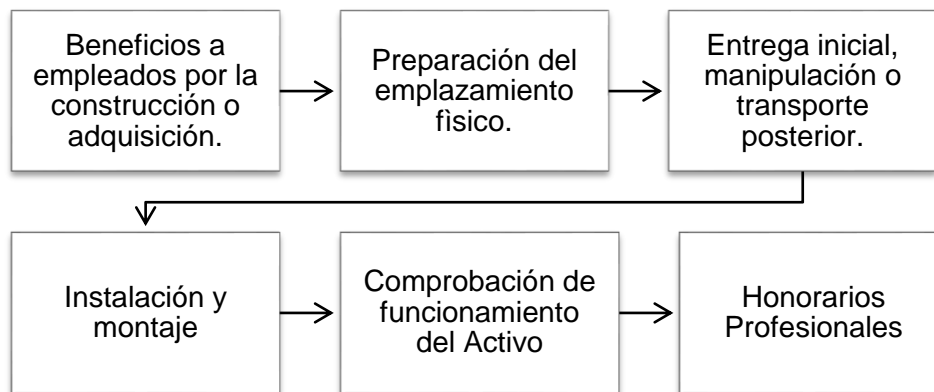 Beneficios a
empleados por la
construcción o
adquisición.
Preparación del
emplazamiento
fìsico.
Entrega inicial,
manipulación o
transporte
posterior.
Instalación y
montaje
Comprobación de
funcionamiento
del Activo
Honorarios
Profesionales